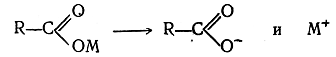 R—C(=O)OM → R—C(=O)O⁻ и M⁺